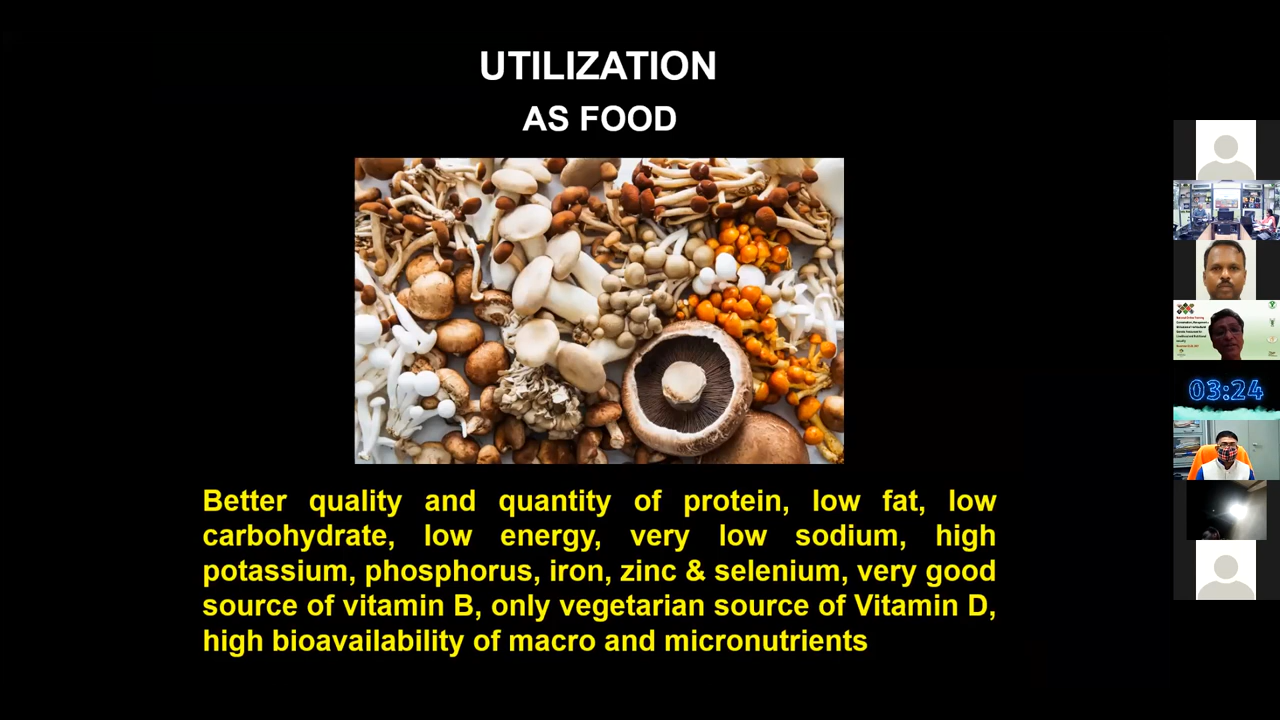 UTILIZATION
AS FOOD
Better quality and quantity of protein, low fat, low
carbohydrate, low energy, very low sodium, high
potassium, phosphorus, iron, zinc & selenium, very good
source of vitamin B, only vegetarian source of Vitamin D,
high bioavailability of macro and micronutrients
03:24